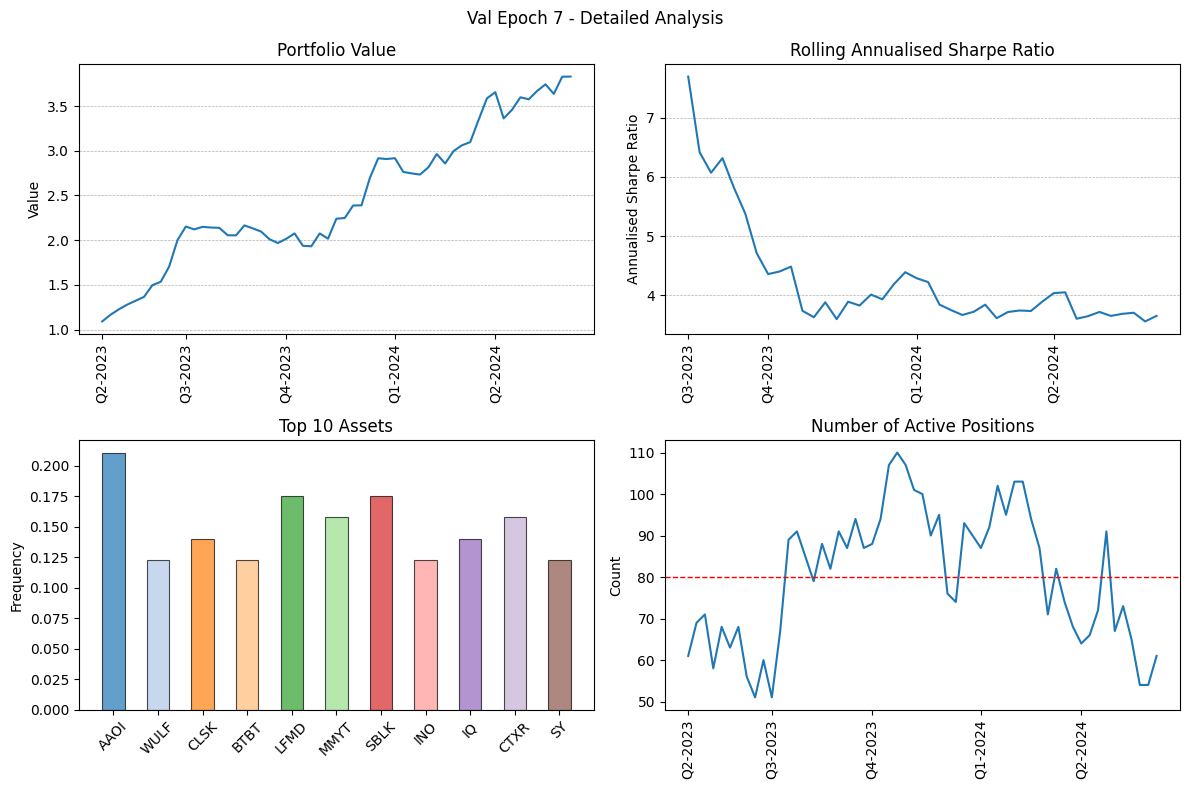 Val Epoch 7 - Detailed Analysis
Portfolio Value
Value
3.5
3.0
2.5
2.0
1.5
1.0
Q2-2023
Q3-2023
Q4-2023
Q1-2024
Q2-2024
Rolling Annualised Sharpe Ratio
Annualised Sharpe Ratio
7
6
5
4
Q3-2023
Q4-2023
Q1-2024
Q2-2024
Top 10 Assets
Frequency
0.200
0.175
0.150
0.125
0.100
0.075
0.050
0.025
0.000
AAOI
WULF
CLSK
BTBT
LFMD
MMYT
SBLK
INO
IQ
CTXR
SY
Number of Active Positions
Count
110
100
90
80
70
60
50
Q2-2023
Q3-2023
Q4-2023
Q1-2024
Q2-2024